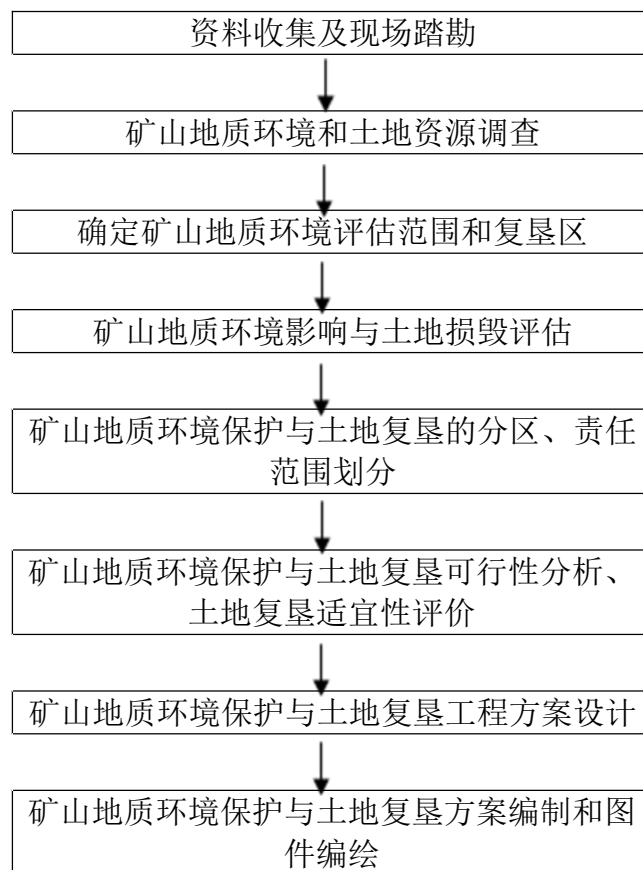 资料收集及现场踏勘
矿山地质环境和土地资源调查
确定矿山地质环境评估范围和复垦区
矿山地质环境影响与土地损毁评估
矿山地质环境保护与土地复垦的分区、责任
范围划分
矿山地质环境保护与土地复垦可行性分析、
土地复垦适宜性评价
矿山地质环境保护与土地复垦工程方案设计
矿山地质环境保护与土地复垦方案编制和图
件编绘